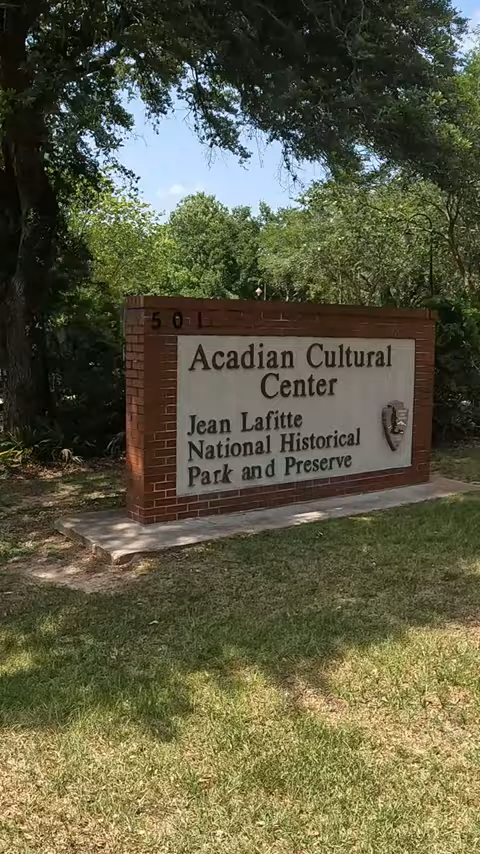 501
Acadian Cultural
Center
Jean Lafitte
National Historical
Park and Preserve